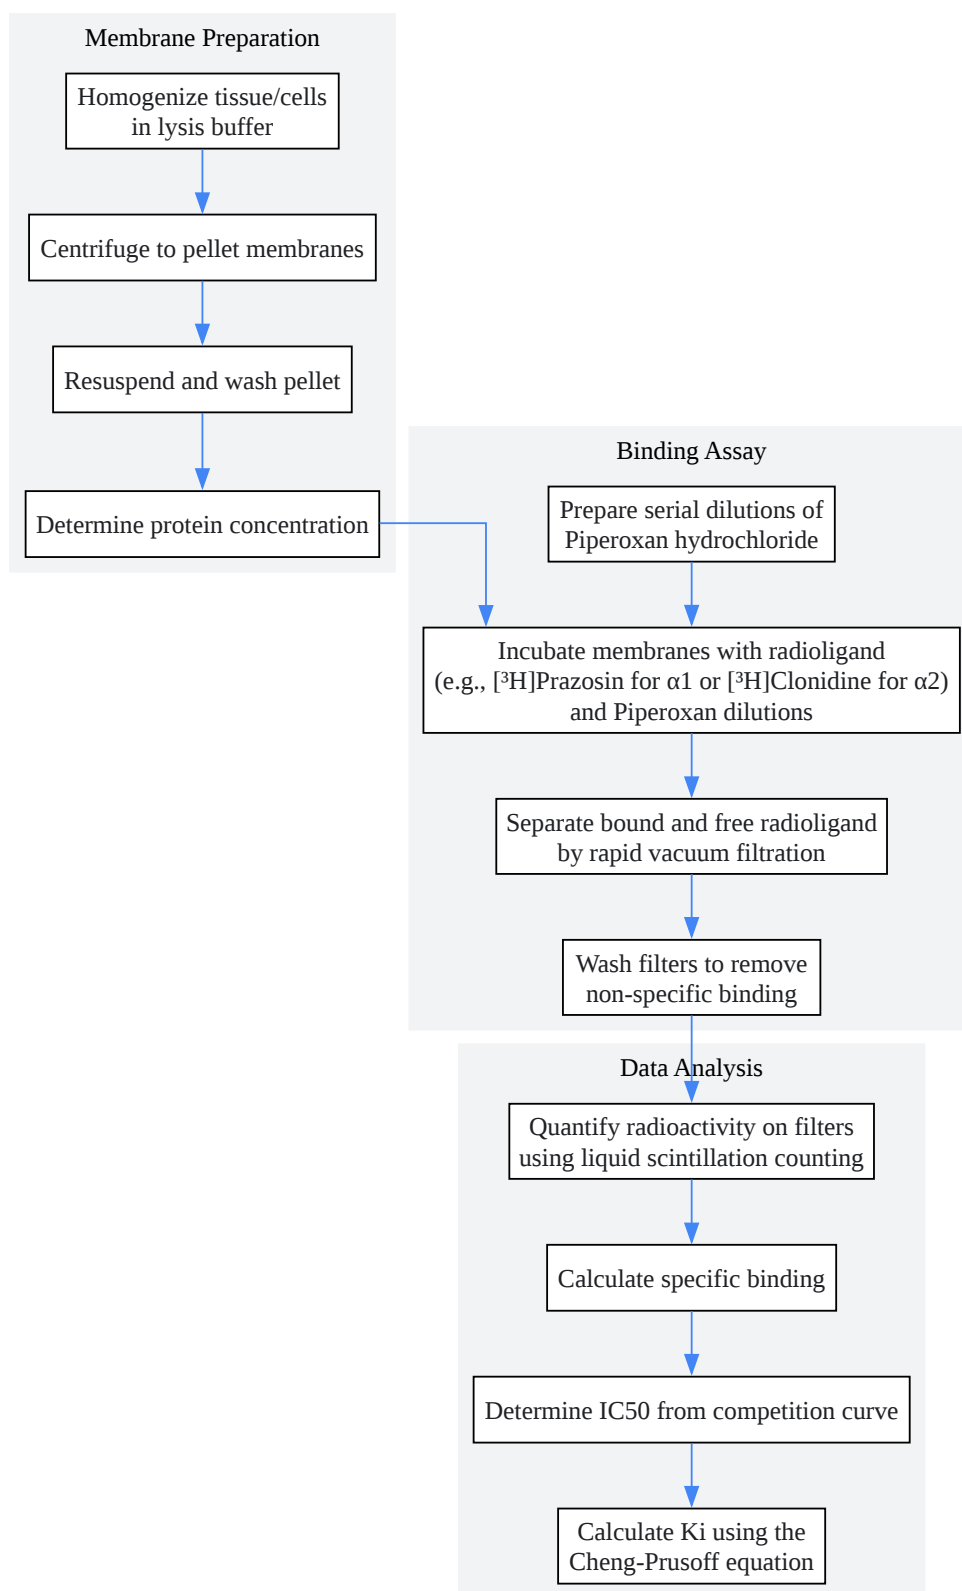 Membrane Preparation
Homogenize tissue/cells
in lysis buffer
Centrifuge to pellet membranes
Resuspend and wash pellet
Determine protein concentration
Binding Assay
Prepare serial dilutions of
Piperoxan hydrochloride
Incubate membranes with radioligand
(e.g., [³H]Prazosin for α1 or [³H]Clonidine for α2)
and Piperoxan dilutions
Separate bound and free radioligand
by rapid vacuum filtration
Wash filters to remove
non-specific binding
Data Analysis
Quantify radioactivity on filters
using liquid scintillation counting
Calculate specific binding
Determine IC50 from competition curve
Calculate Ki using the
Cheng-Prusoff equation